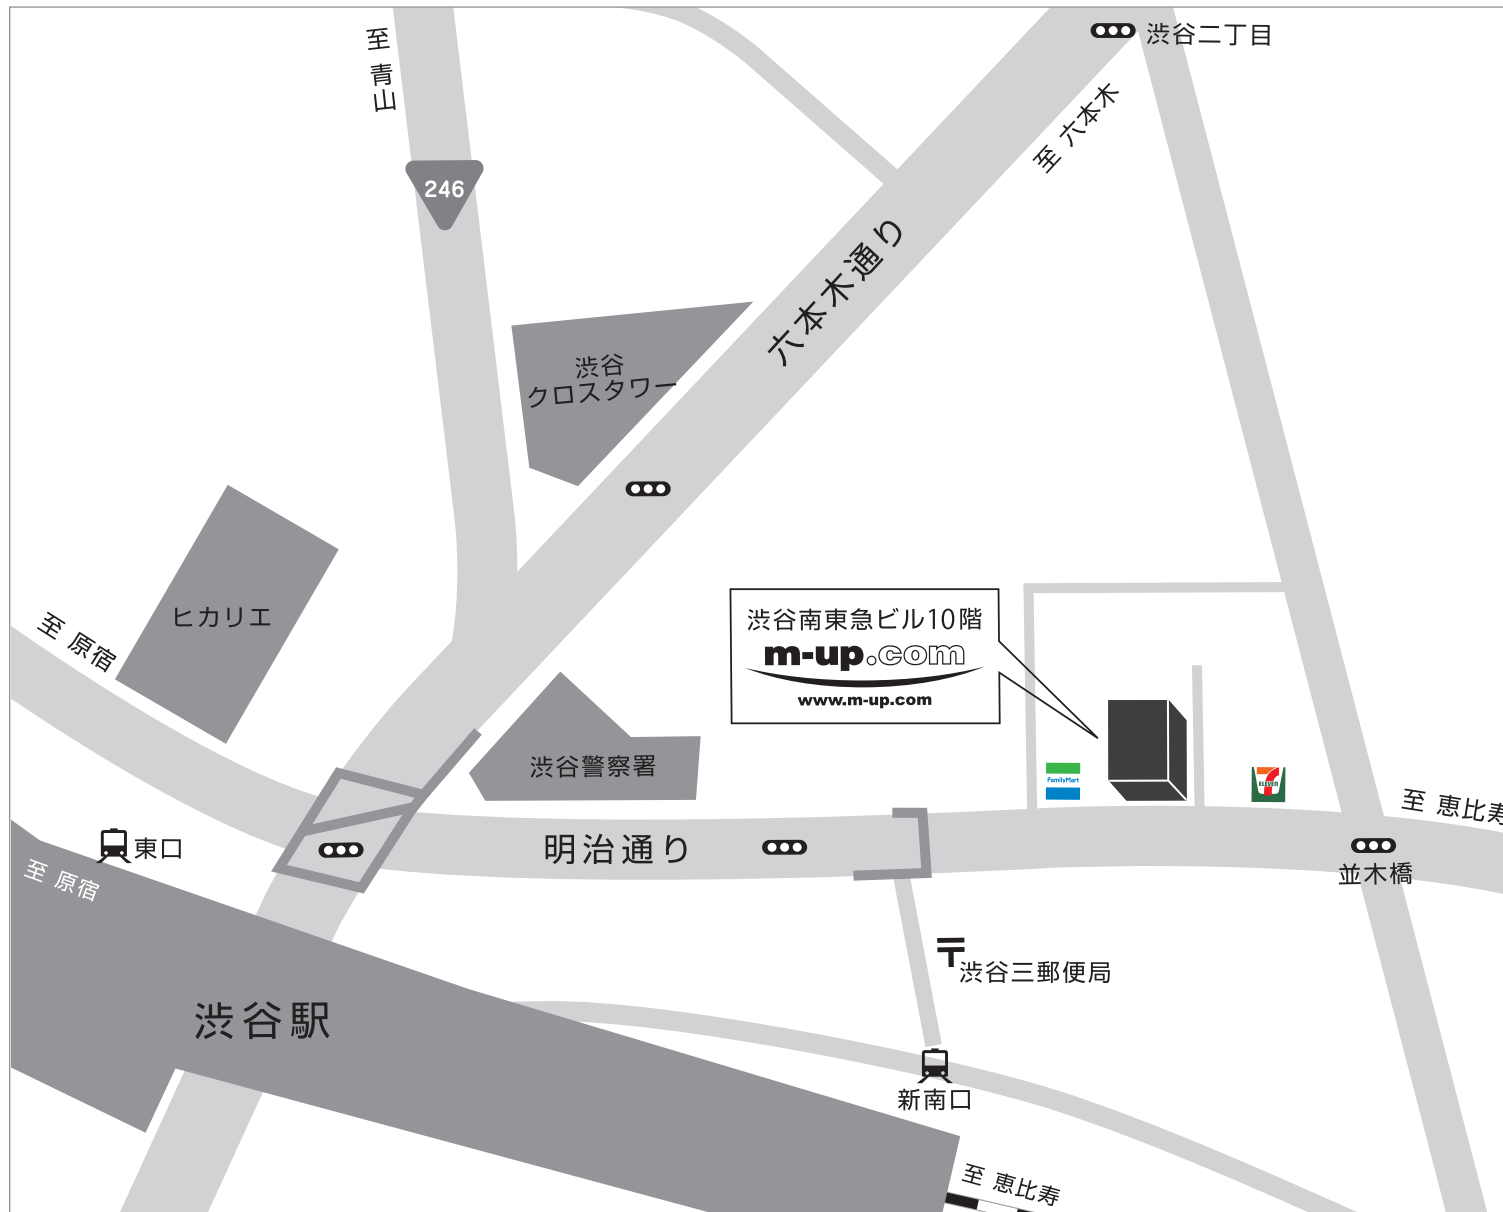 渋谷二丁目
至 青山
至 六本木
246
六本木通り
渋谷
クロスタワー
ヒカリエ
至 原宿
渋谷南東急ビル10階
m-up.com
www.m-up.com
渋谷警察署
FamilyMart
7
ELEVEN
至 恵比寿
明治通り
東口
並木橋
至 原宿
〒
渋谷三郵便局
渋谷駅
新南口
至 恵比寿